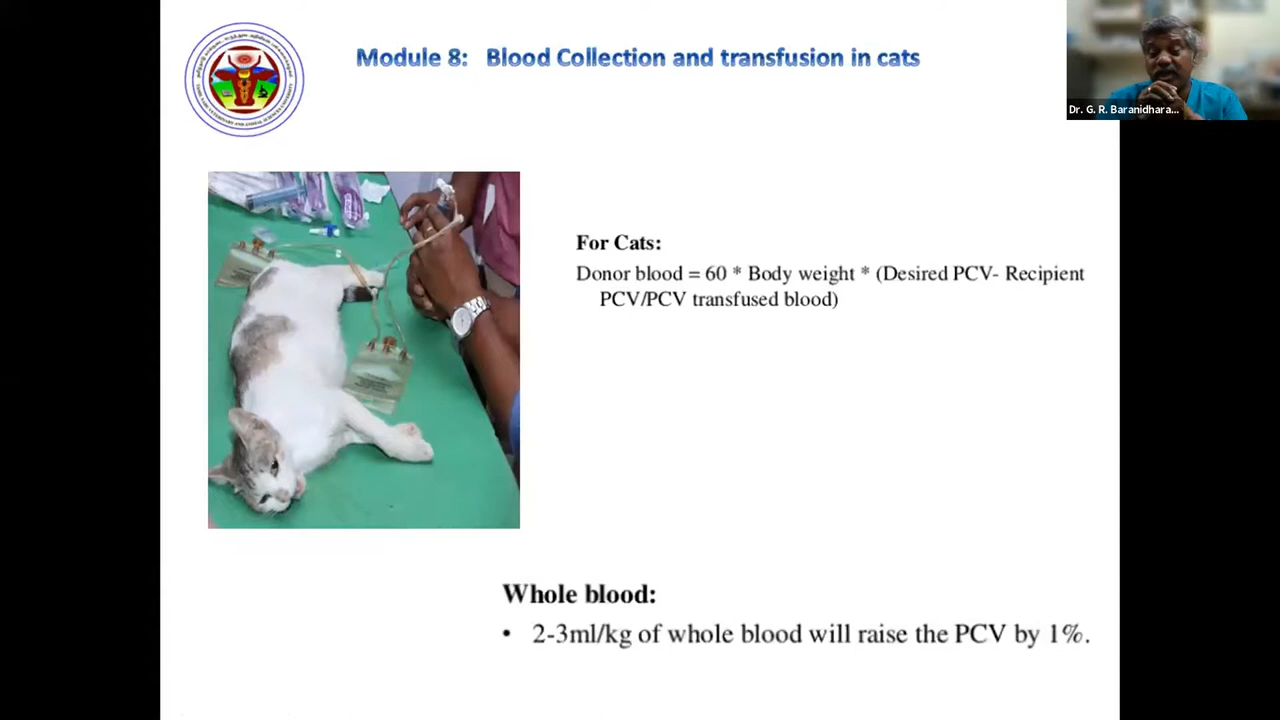 Module 8: Blood Collection and transfusion in cats
Dr. G. R. Baranidhara...
For Cats:
Donor blood = 60 * Body weight * (Desired PCV- Recipient
PCV/PCV transfused blood)
Whole blood:
• 2-3ml/kg of whole blood will raise the PCV by 1%.